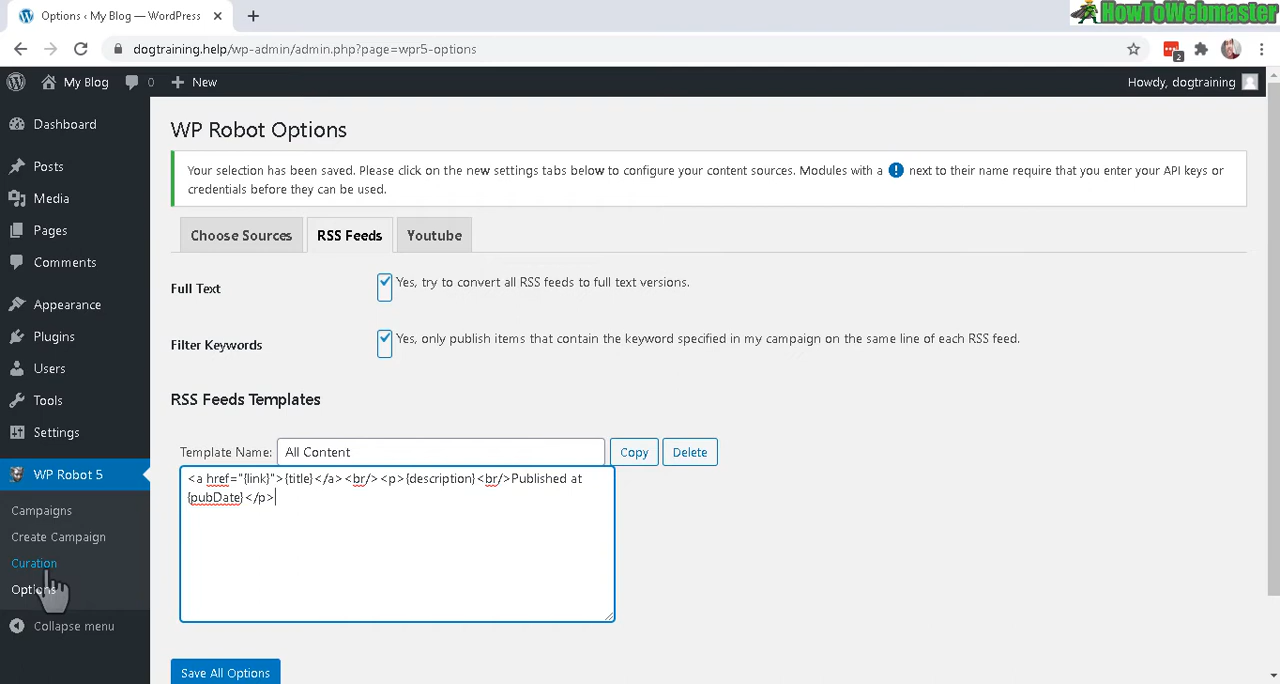 Options ‹ My Blog — WordPress
HowToWebmaster
dogtraining.help/wp-admin/admin.php?page=wpr5-options
2
My Blog
0
New
Howdy, dogtraining
Dashboard
Posts
Media
Pages
Comments
Appearance
Plugins
Users
Tools
Settings
WP Robot 5
Campaigns
Create Campaign
Curation
Options
Collapse menu
WP Robot Options
Your selection has been saved. Please click on the new settings tabs below to configure your content sources. Modules with a ! next to their name require that you enter your API keys or
credentials before they can be used.
Choose Sources
RSS Feeds
Youtube
Full Text
Yes, try to convert all RSS feeds to full text versions.
Filter Keywords
Yes, only publish items that contain the keyword specified in my campaign on the same line of each RSS feed.
RSS Feeds Templates
Template Name: All Content Copy Delete
<a href="{link}">{title}</a><br/><p>{description}<br/>Published at
{pubDate}</p>
Save All Options